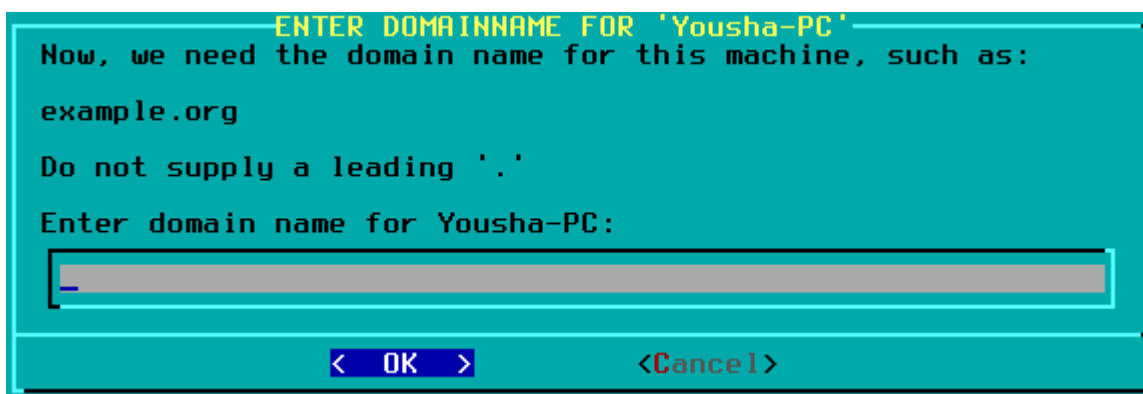 ENTER DOMAINNAME FOR 'Yousha-PC'
Now, we need the domain name for this machine, such as:
example.org
Do not supply a leading '.'
Enter domain name for Yousha-PC:
< OK > <Cancel>